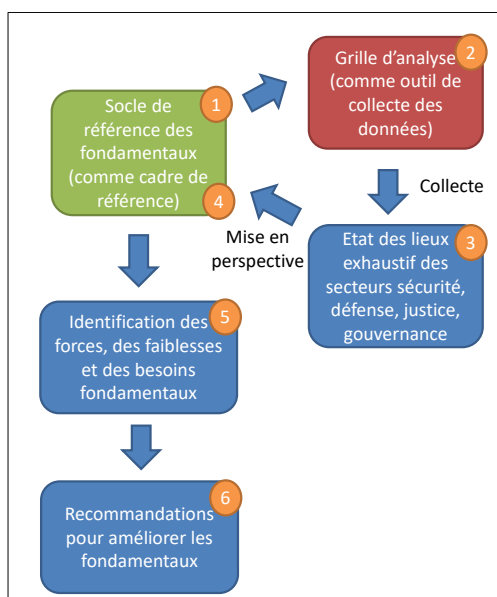 1
Socle de
référence des
fondamentaux
(comme cadre de
référence)
4
2
Grille d'analyse
(comme outil de
collecte des
données)
Collecte
3
Etat des lieux
exhaustif des
secteurs sécurité,
défense, justice,
gouvernance
Mise en
perspective
5
Identification des
forces, des faiblesses
et des besoins
fondamentaux
6
Recommandations
pour améliorer les
fondamentaux